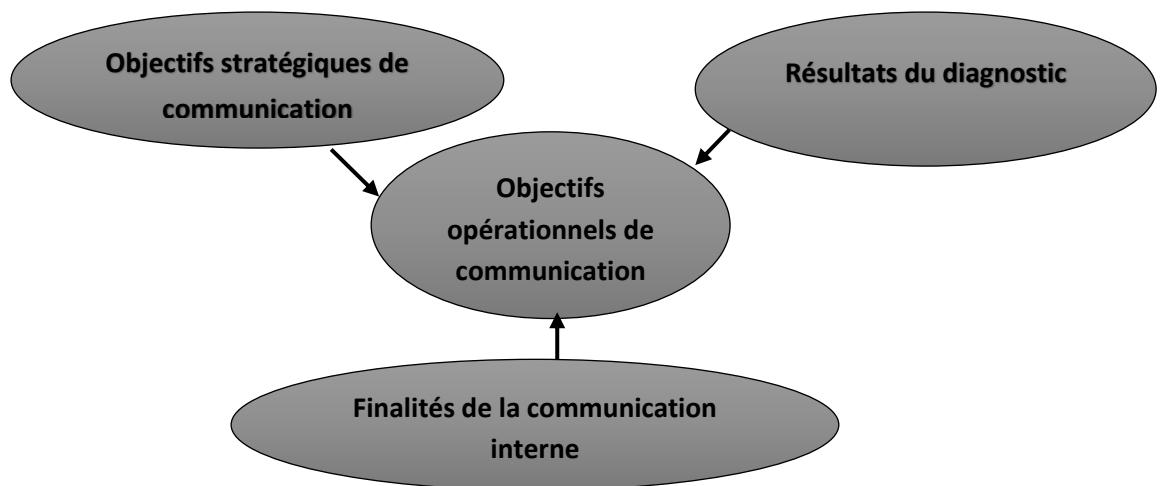 Objectifs stratégiques de
communication
Résultats du diagnostic
Objectifs
opérationnels de
communication
Finalités de la communication
interne